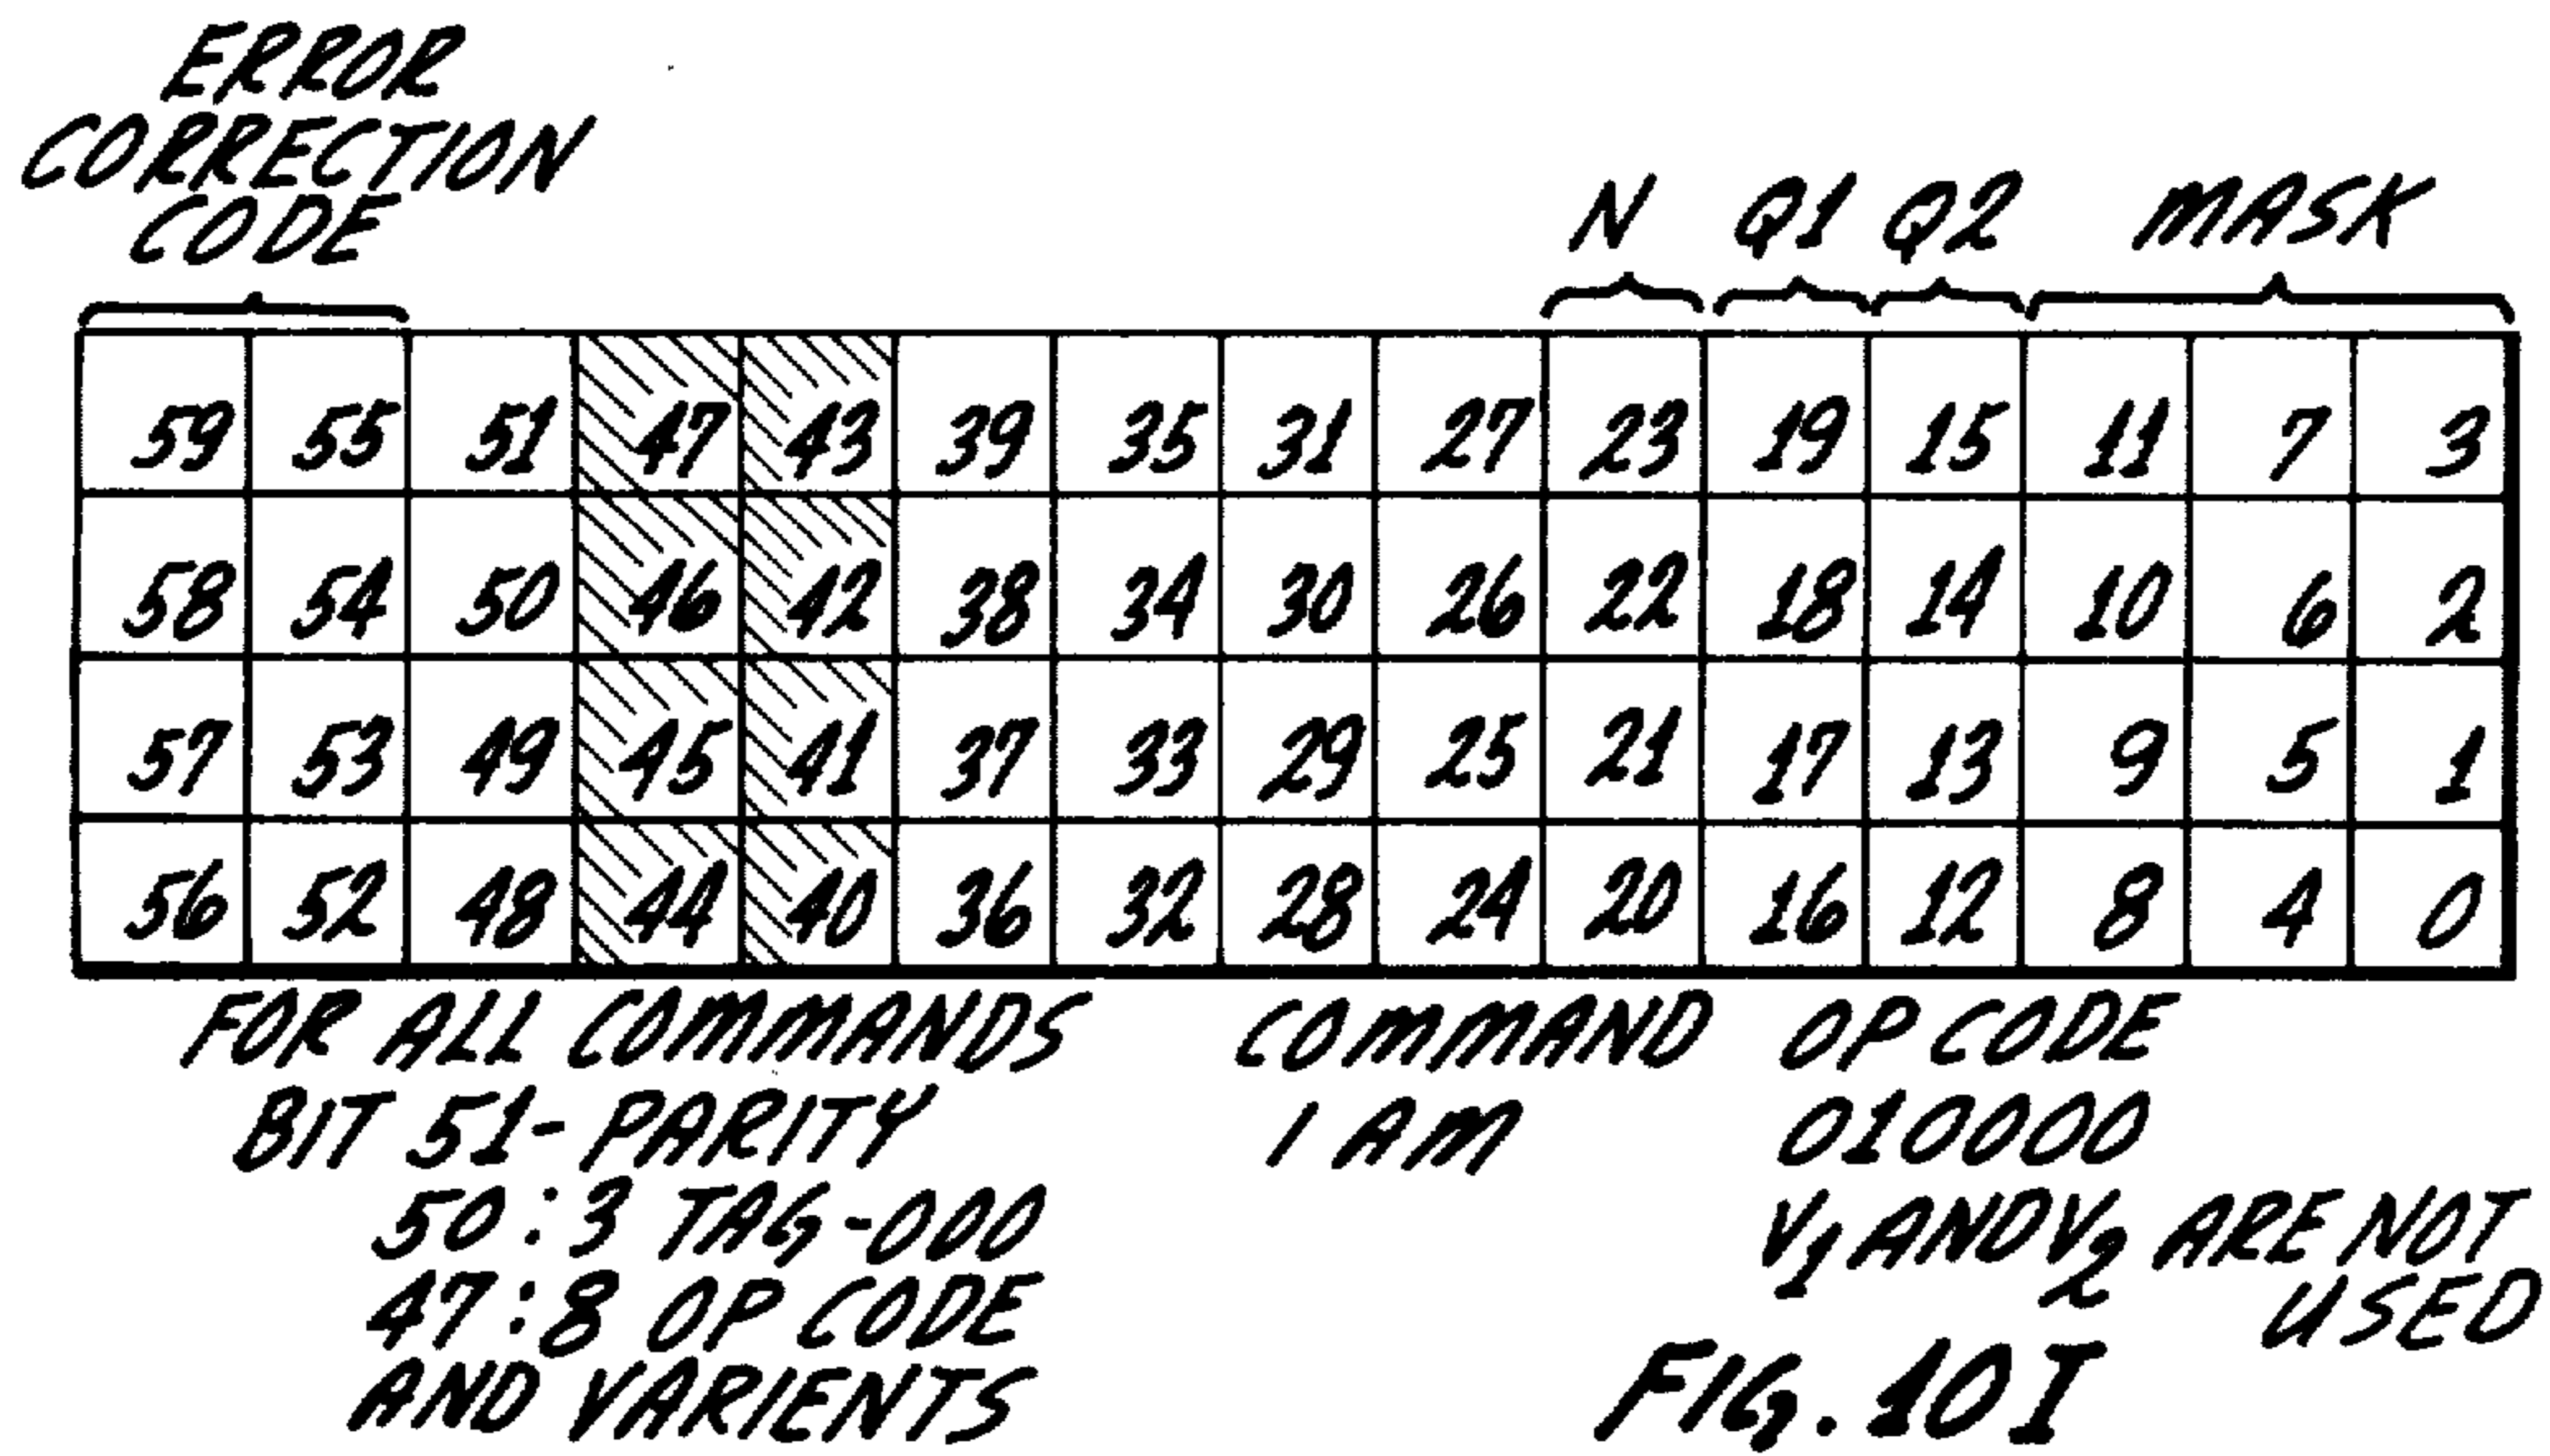 ERROR
CORRECTION
CODE
N Q1 Q2 MASK
59 55 51 47 43 39 35 31 27 23 19 15 11 7 3
58 54 50 46 42 38 34 30 26 22 18 14 10 6 2
57 53 49 45 41 37 33 29 25 21 17 13 9 5 1
56 52 48 44 40 36 32 28 24 20 16 12 8 4 0
FOR ALL COMMANDS
BIT 51- PARITY
50:3 TAG-000
47:8 OP CODE
AND VARIENTS
COMMAND OP CODE
I AM 010000
V1 AND V2 ARE NOT
USED
FIG. 10I